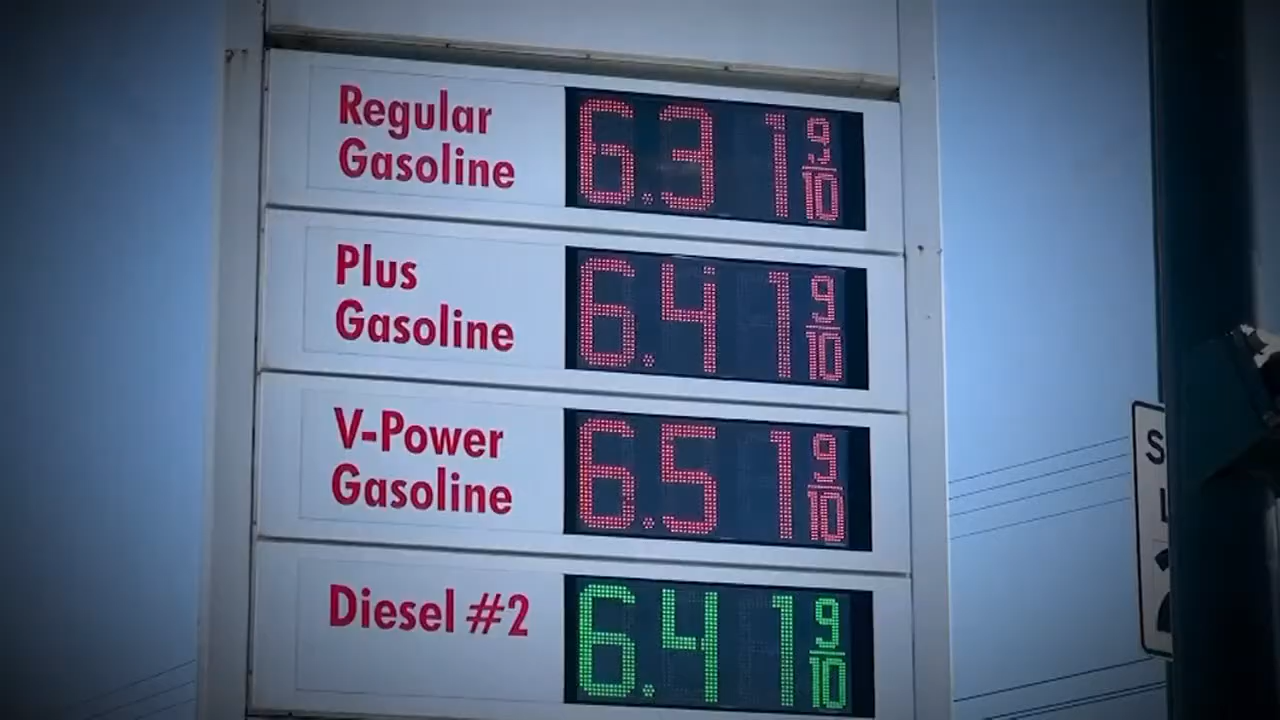 Regular
Gasoline
6.31 9/10
Plus
Gasoline
6.41 9/10
V-Power
Gasoline
6.51 9/10
Diesel #2
6.41 9/10
S